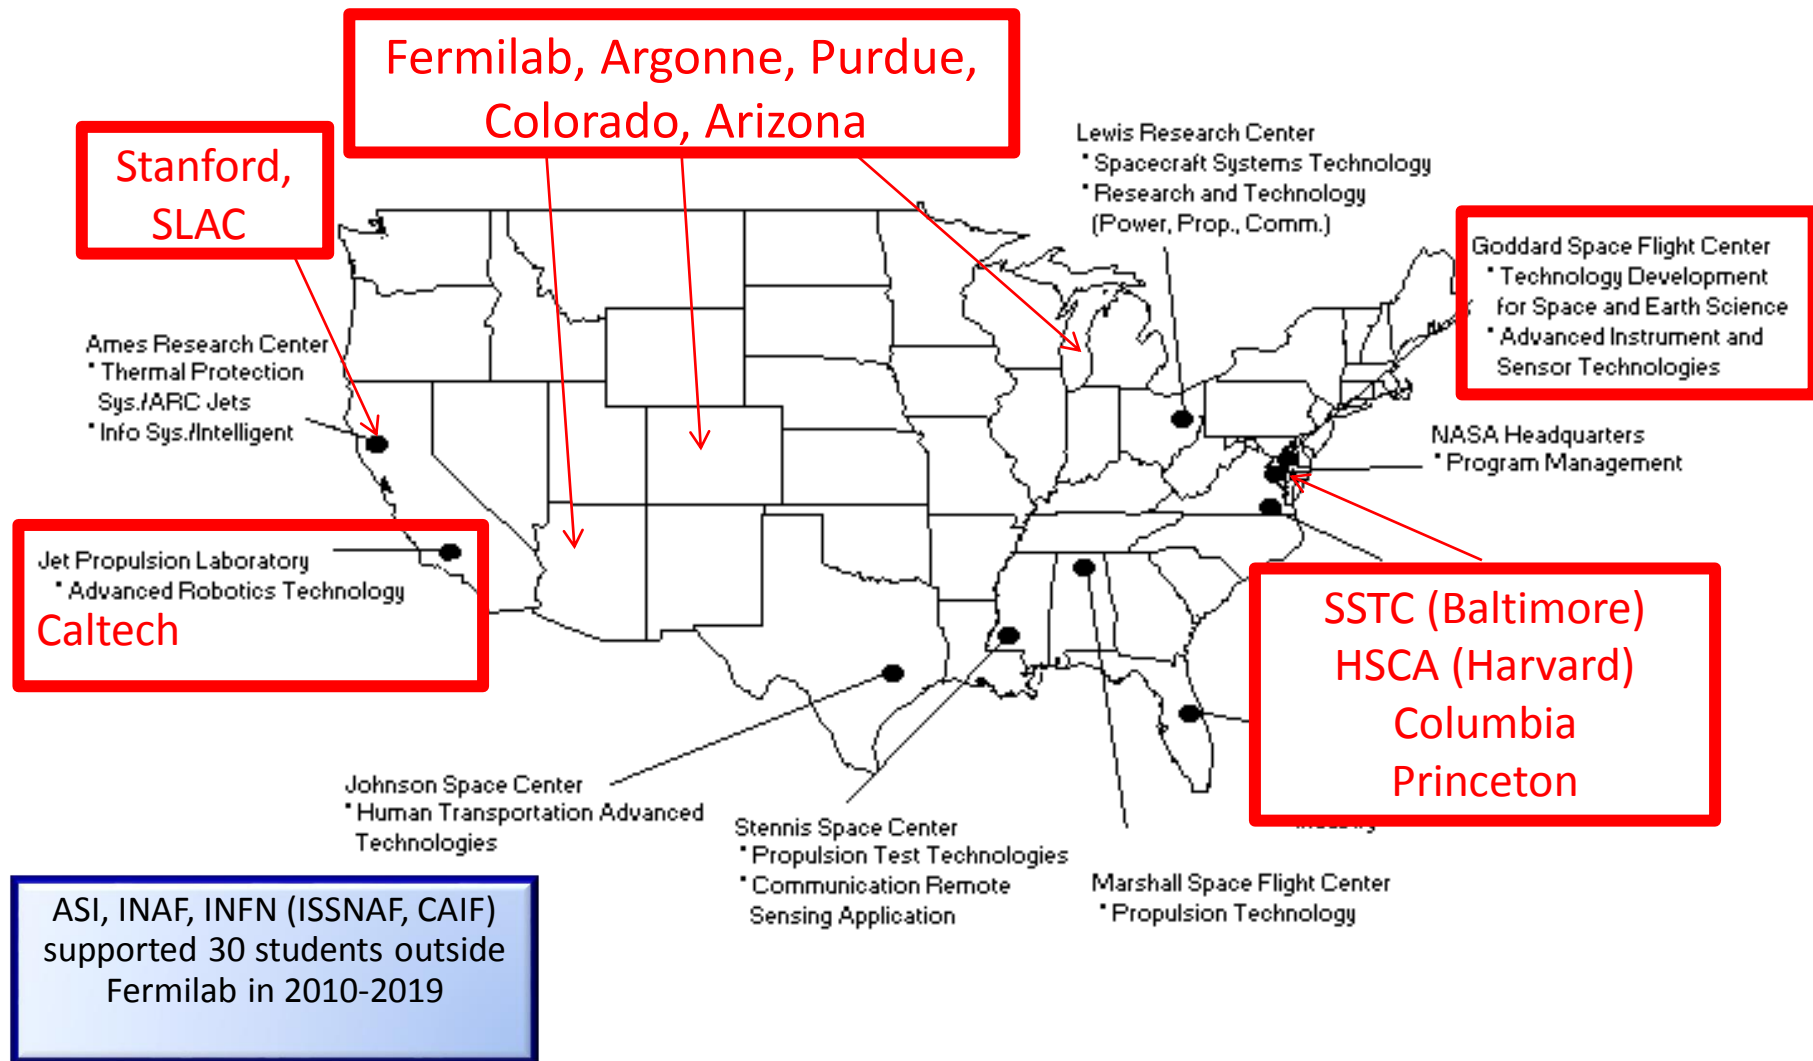 Fermilab, Argonne, Purdue,
Colorado, Arizona
Stanford,
SLAC
Lewis Research Center
• Spacecraft Systems Technology
• Research and Technology
(Power, Prop., Comm.)
Goddard Space Flight Center
• Technology Development
for Space and Earth Science
• Advanced Instrument and
Sensor Technologies
Ames Research Center
• Thermal Protection
Sys./ARC Jets
• Info Sys./Intelligent
NASA Headquarters
• Program Management
Jet Propulsion Laboratory
• Advanced Robotics Technology
Caltech
SSTC (Baltimore)
HSCA (Harvard)
Columbia
Princeton
Johnson Space Center
• Human Transportation Advanced
Technologies
Stennis Space Center
• Propulsion Test Technologies
• Communication Remote
Sensing Application
Marshall Space Flight Center
• Propulsion Technology
ASI, INAF, INFN (ISSNAF, CAIF)
supported 30 students outside
Fermilab in 2010-2019